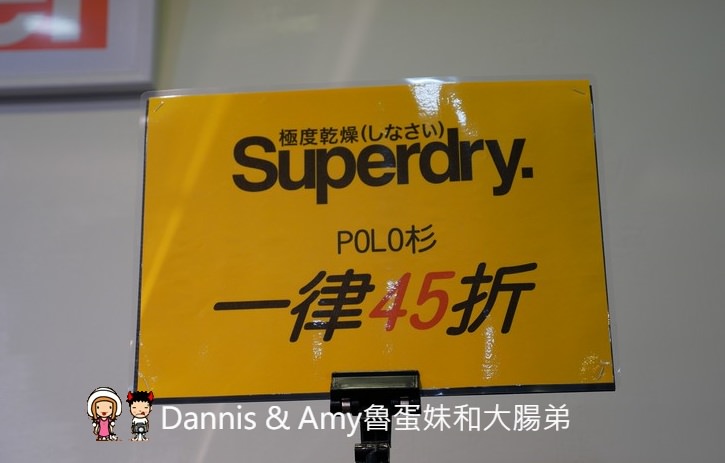 極度乾燥(しなさい)
Superdry.
POLO杉
一律45折
Dannis & Amy魯蛋妹和大腸弟